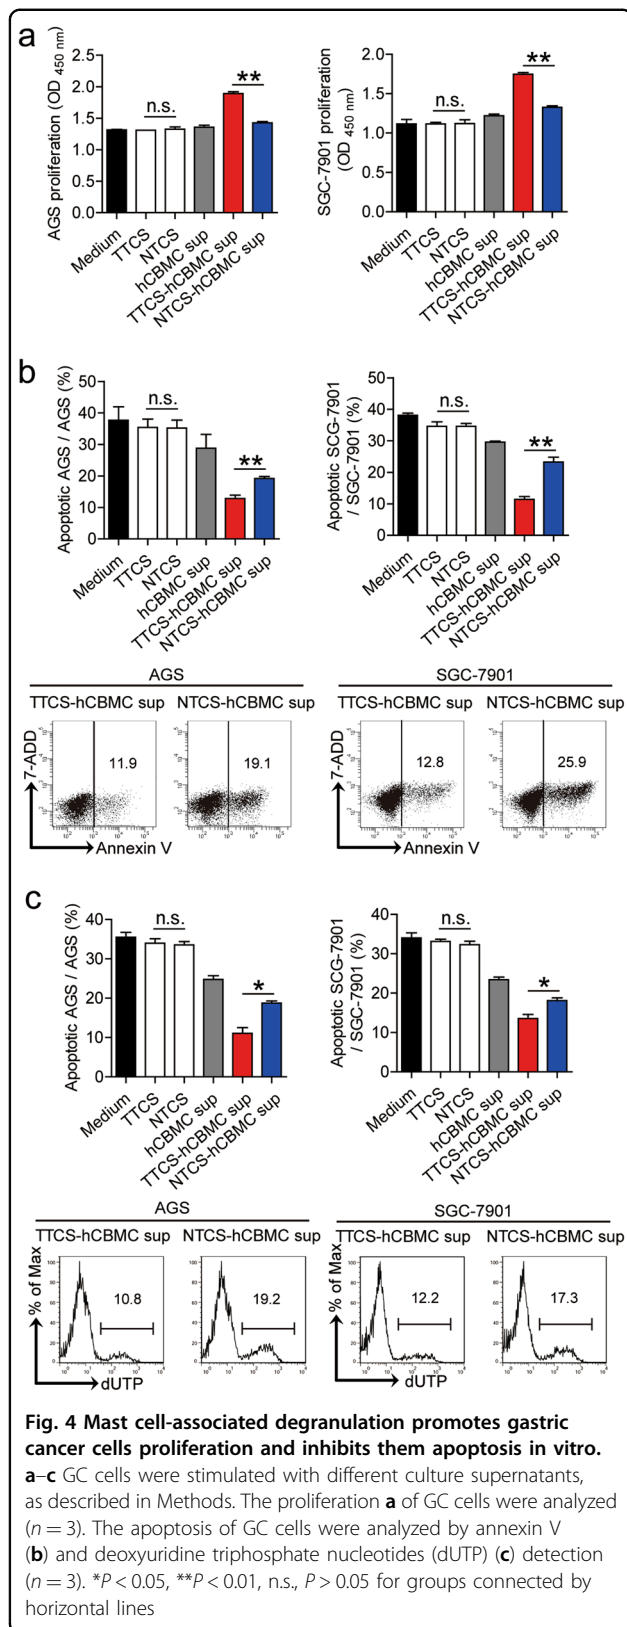 a
AGS proliferation (OD 450 nm)
2.5
2.0
1.5
1.0
0.5
0.0
n.s.
**
Medium
TTCS
NTCS
hCBMC sup
TTCS-hCBMC sup
NTCS-hCBMC sup
SGC-7901 proliferation
(OD 450 nm)
2.0
1.5
1.0
0.5
0.0
n.s.
**
Medium
TTCS
NTCS
hCBMC sup
TTCS-hCBMC sup
NTCS-hCBMC sup
b
Apoptotic AGS / AGS (%)
50
40
30
20
10
0
n.s.
**
Medium
TTCS
NTCS
hCBMC sup
TTCS-hCBMC sup
NTCS-hCBMC sup
Apoptotic SCG-7901
/ SGC-7901 (%)
50
40
30
20
10
0
n.s.
**
Medium
TTCS
NTCS
hCBMC sup
TTCS-hCBMC sup
NTCS-hCBMC sup
AGS
SGC-7901
TTCS-hCBMC sup
NTCS-hCBMC sup
TTCS-hCBMC sup
NTCS-hCBMC sup
7-ADD
11.9
19.1
Annexin V
7-ADD
12.8
25.9
Annexin V
c
Apoptotic AGS / AGS (%)
40
30
20
10
0
n.s.
*
Medium
TTCS
NTCS
hCBMC sup
TTCS-hCBMC sup
NTCS-hCBMC sup
Apoptotic SCG-7901
/ SGC-7901 (%)
40
30
20
10
0
n.s.
*
Medium
TTCS
NTCS
hCBMC sup
TTCS-hCBMC sup
NTCS-hCBMC sup
AGS
SGC-7901
TTCS-hCBMC sup
NTCS-hCBMC sup
TTCS-hCBMC sup
NTCS-hCBMC sup
% of Max
10.8
19.2
dUTP
% of Max
12.2
17.3
dUTP
Fig. 4 Mast cell-associated degranulation promotes gastric
cancer cells proliferation and inhibits them apoptosis in vitro.
a–c GC cells were stimulated with different culture supernatants,
as described in Methods. The proliferation a of GC cells were analyzed
(n = 3). The apoptosis of GC cells were analyzed by annexin V
(b) and deoxyuridine triphosphate nucleotides (dUTP) (c) detection
(n = 3). *P < 0.05, **P < 0.01, n.s., P > 0.05 for groups connected by
horizontal lines